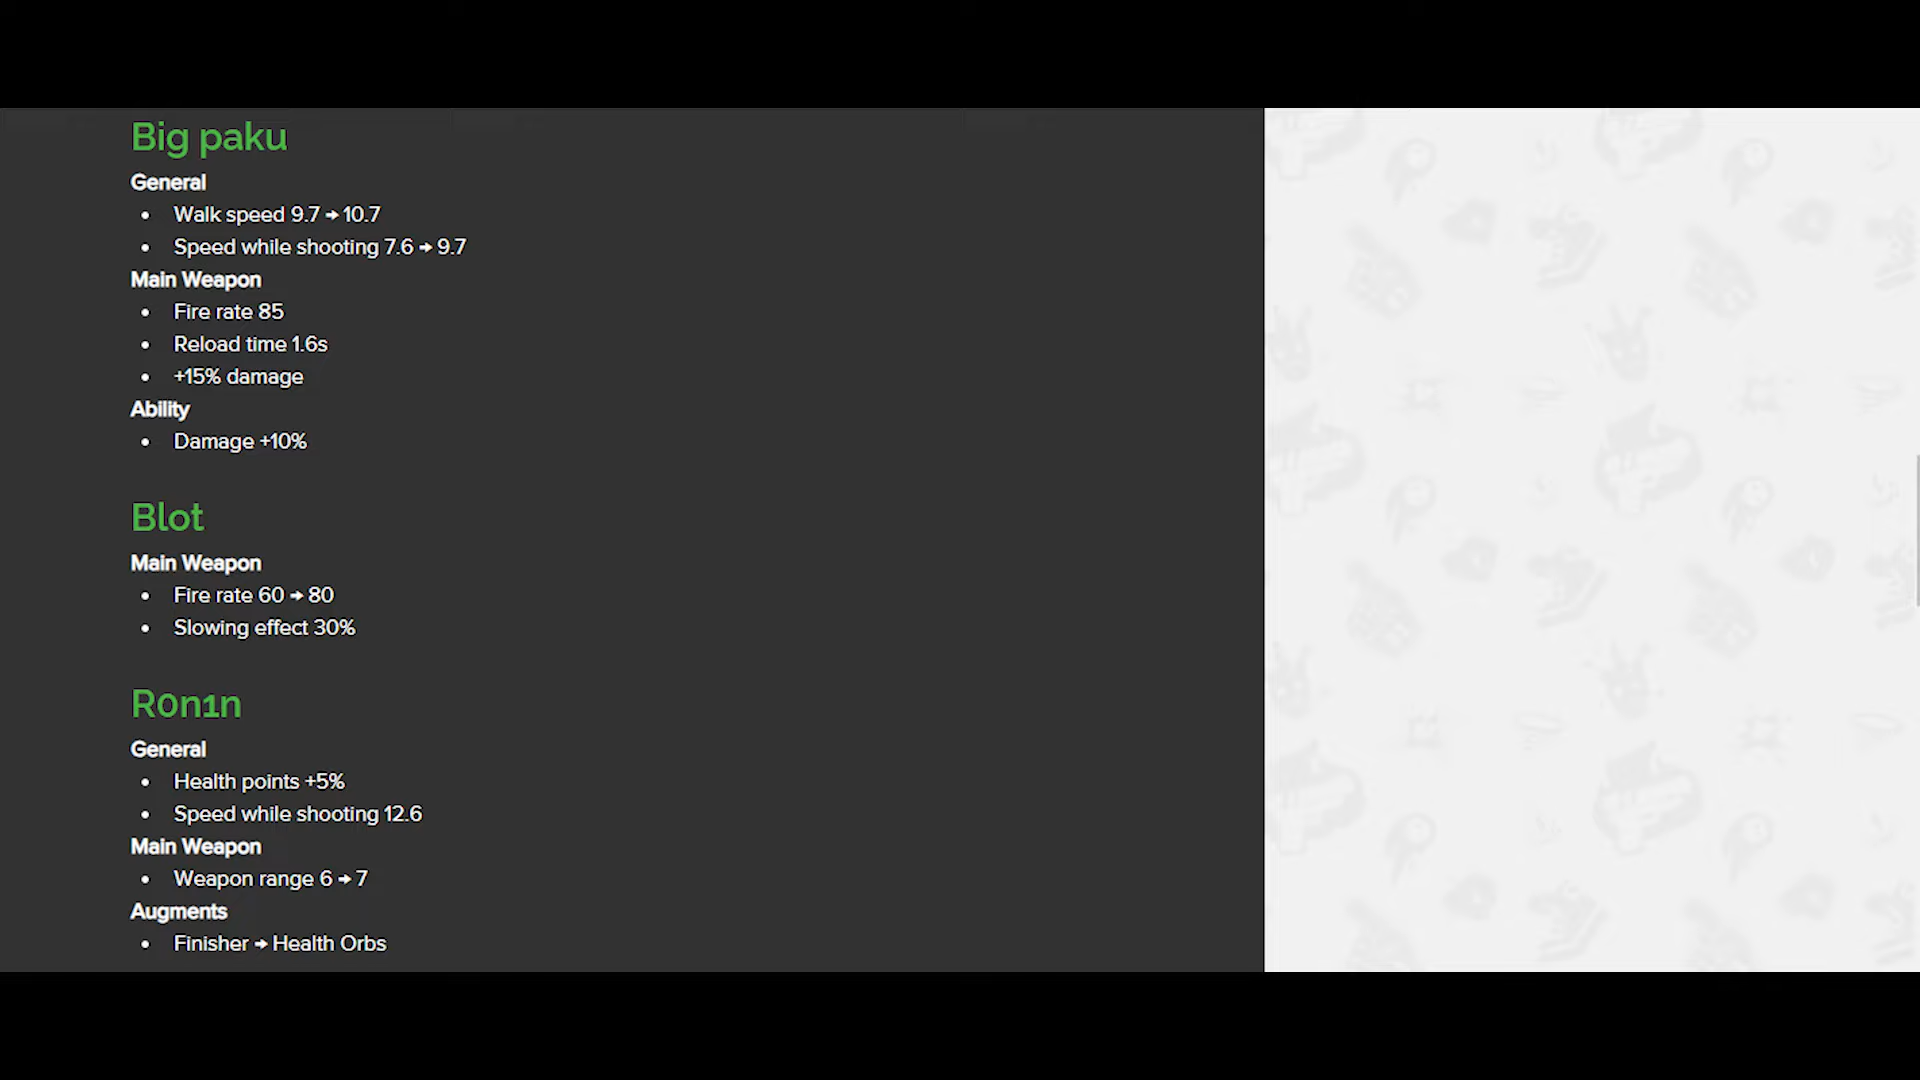 Big paku
General
• Walk speed 9.7 → 10.7
• Speed while shooting 7.6 → 9.7
Main Weapon
• Fire rate 85
• Reload time 1.6s
• +15% damage
Ability
• Damage +10%
Blot
Main Weapon
• Fire rate 60 → 80
• Slowing effect 30%
R0n1n
General
• Health points +5%
• Speed while shooting 12.6
Main Weapon
• Weapon range 6 → 7
Augments
• Finisher → Health Orbs